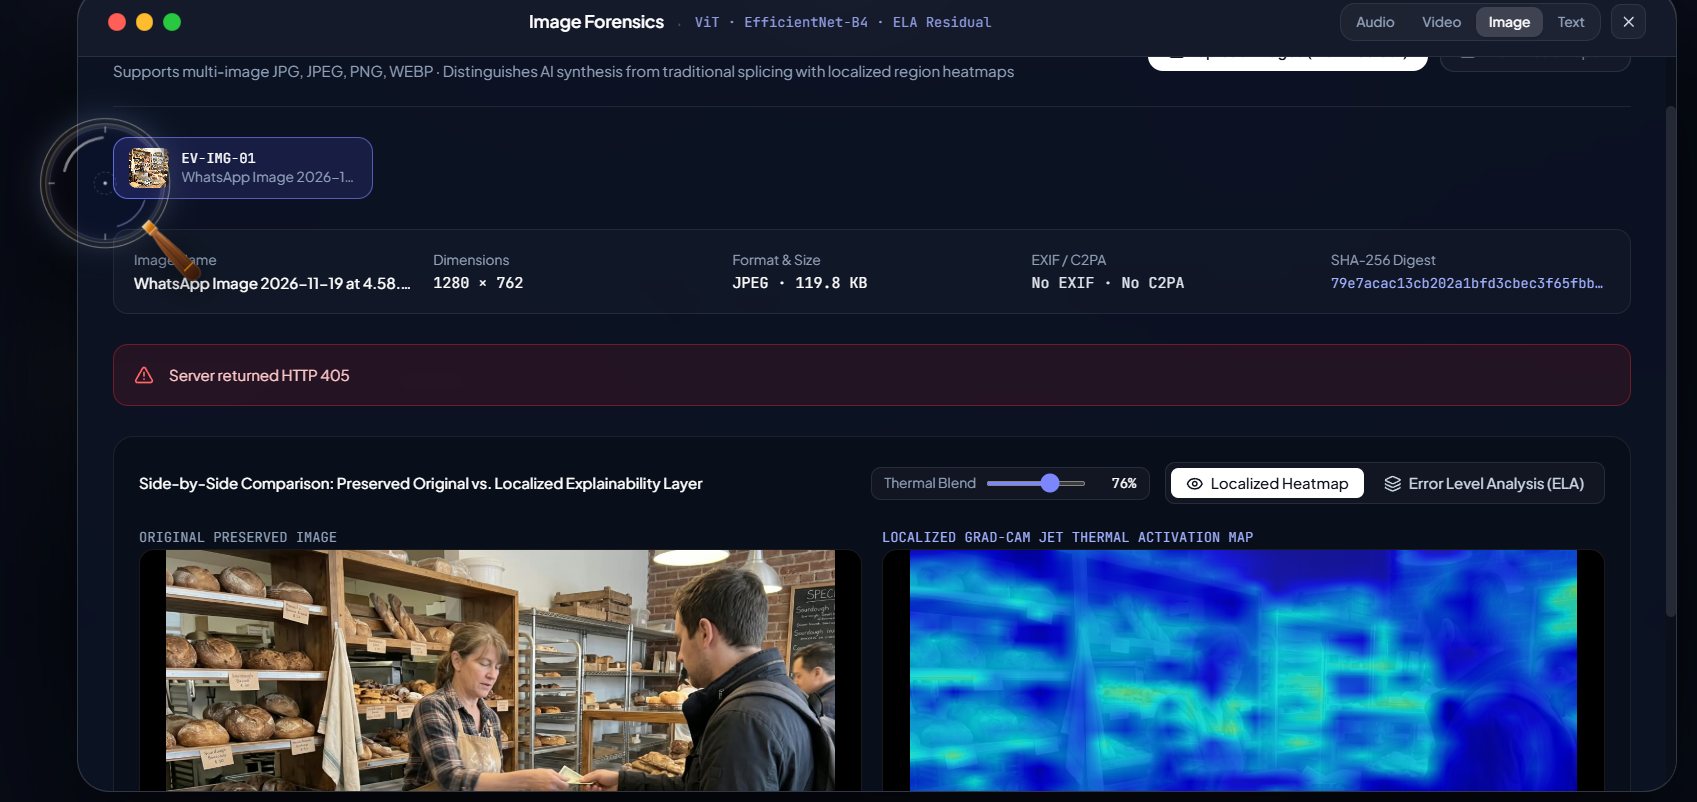 Image Forensics · ViT · EfficientNet-B4 · ELA Residual
Audio Video Image Text
Supports multi-image JPG, JPEG, PNG, WEBP · Distinguishes AI synthesis from traditional splicing with localized region heatmaps
EV-IMG-01
WhatsApp Image 2026-1...
Image Name
WhatsApp Image 2026-11-19 at 4.58....
Dimensions
1280 × 762
Format & Size
JPEG · 119.8 KB
EXIF / C2PA
No EXIF · No C2PA
SHA-256 Digest
79e7acac13cb202a1bfd3cbec3f65fbb…
Server returned HTTP 405
Side-by-Side Comparison: Preserved Original vs. Localized Explainability Layer
Thermal Blend 76%
Localized Heatmap
Error Level Analysis (ELA)
ORIGINAL PRESERVED IMAGE
LOCALIZED GRAD-CAM JET THERMAL ACTIVATION MAP
SPEC
Sourdough